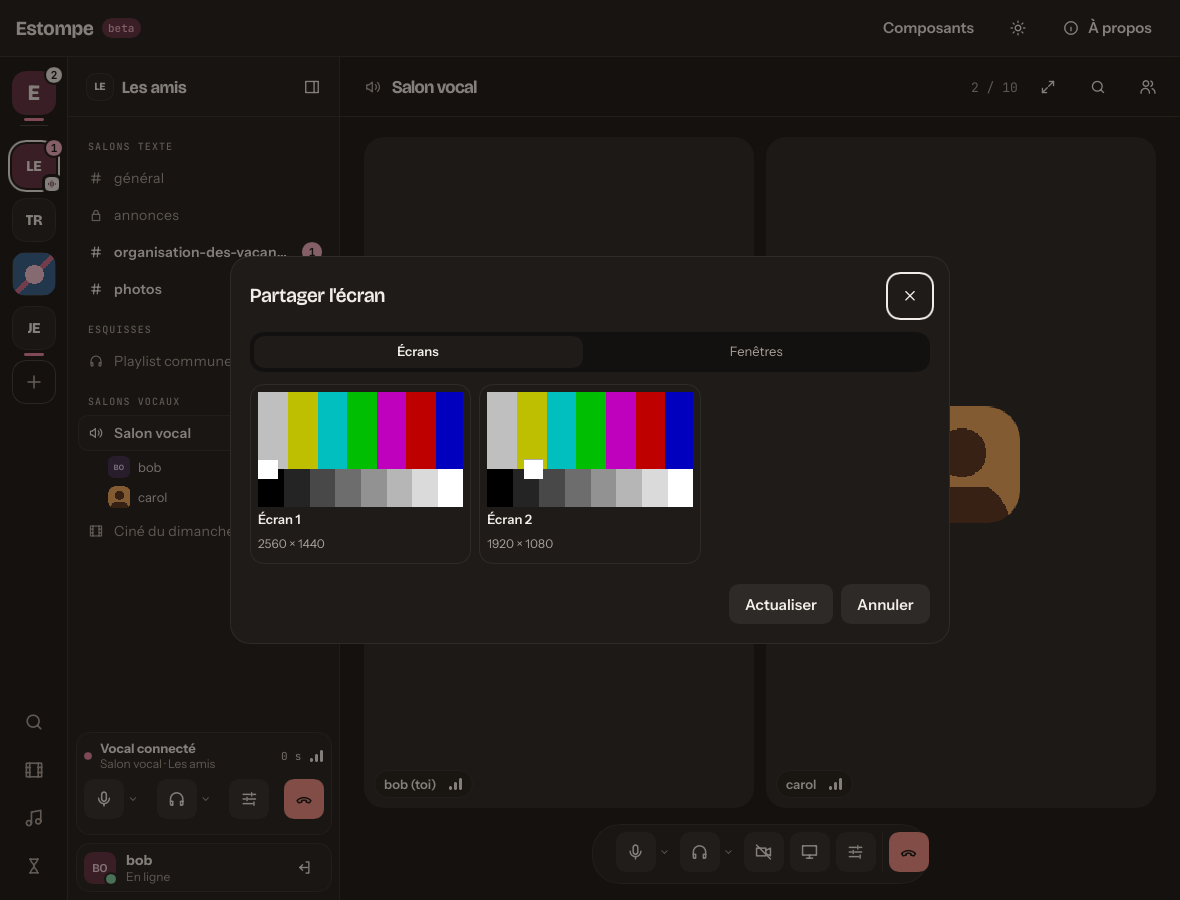 Estompe beta
Composants
À propos
E
2
LE
1
TR
JE
LE Les amis
SALONS TEXTE
# général
annonces
# organisation-des-vacan… 1
# photos
ESQUISSES
Playlist commune
SALONS VOCAUX
Salon vocal
BO bob
carol
Ciné du dimanche
Vocal connecté
Salon vocal · Les amis
0 s
BO
bob
En ligne
Salon vocal
2 / 10
Partager l'écran
Écrans
Fenêtres
Écran 1
2560 × 1440
Écran 2
1920 × 1080
Actualiser
Annuler
bob (toi)
carol